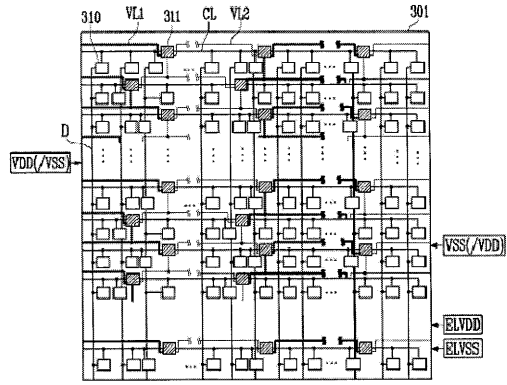 VL1 311 CL VL2 301
310
D
VDD(/VSS)
VSS(/VDD)
ELVDD
ELVSS